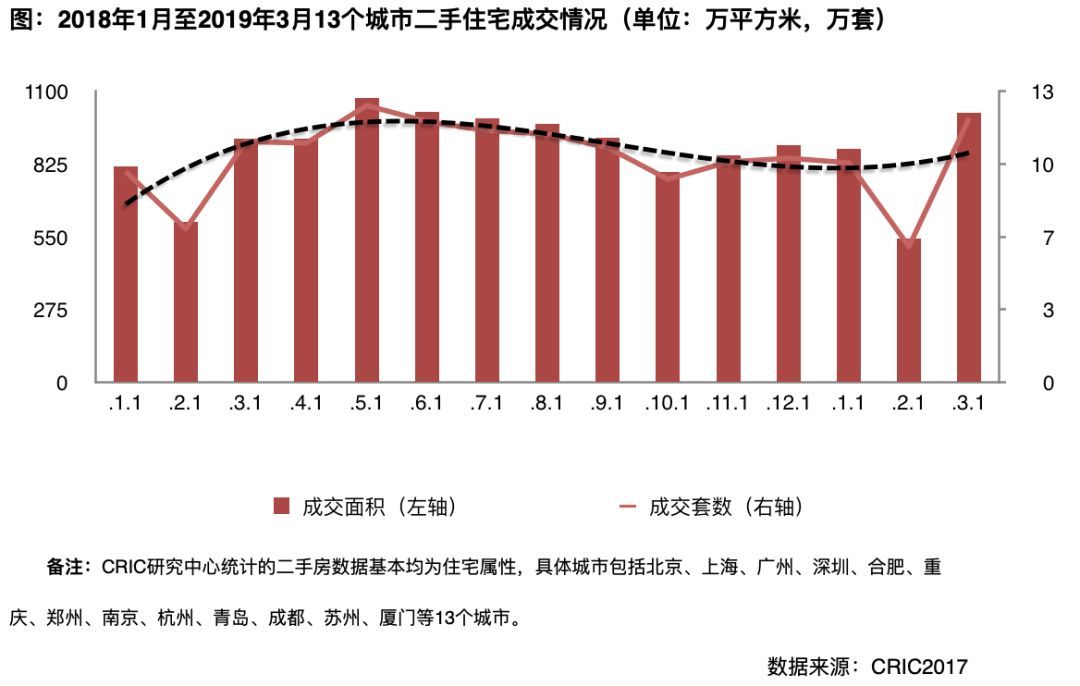 图：2018年1月至2019年3月13个城市二手住宅成交情况（单位：万平方米，万套）
1100
825
550
275
0
13
10
7
3
0
.1.1 .2.1 .3.1 .4.1 .5.1 .6.1 .7.1 .8.1 .9.1 .10.1 .11.1 .12.1 .1.1 .2.1 .3.1
成交面积（左轴） 成交套数（右轴）
备注：CRIC研究中心统计的二手房数据基本均为住宅属性，具体城市包括北京、上海、广州、深圳、合肥、重
庆、郑州、南京、杭州、青岛、成都、苏州、厦门等13个城市。
数据来源：CRIC2017